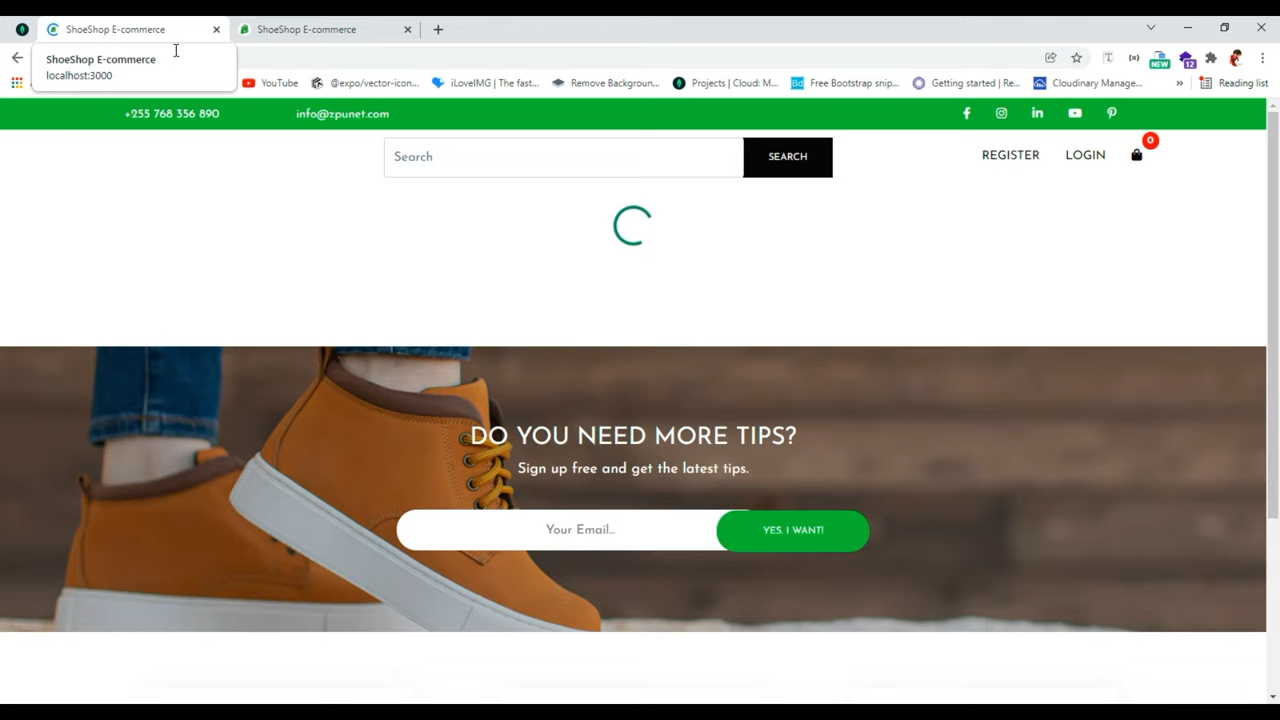 ShoeShop E-commerce
ShoeShop E-commerce
ShoeShop E-commerce
localhost:3000
NEW
12
YouTube
@expo/vector-icon...
iLoveIMG | The fast...
Remove Backgroun...
Projects | Cloud: M...
Bd
Free Bootstrap snip...
Getting started | Re...
Cloudinary Manage...
Reading list
+255 768 356 890
info@zpunet.com
Search
SEARCH
REGISTER
LOGIN
0
DO YOU NEED MORE TIPS?
Sign up free and get the latest tips.
Your Email...
YES. I WANT!